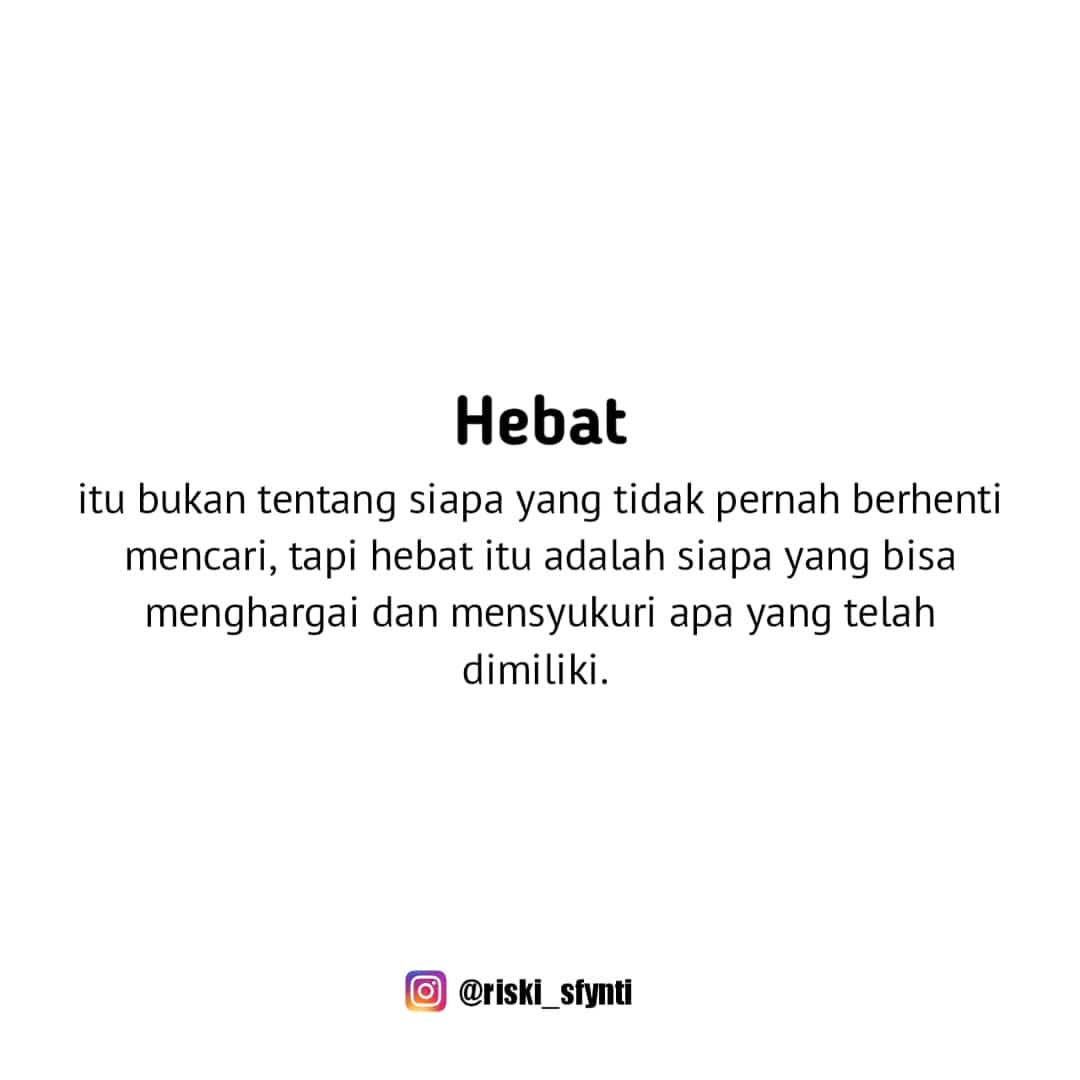 Hebat
itu bukan tentang siapa yang tidak pernah berhenti
mencari, tapi hebat itu adalah siapa yang bisa
menghargai dan mensyukuri apa yang telah
dimiliki.
@riski_sfynti